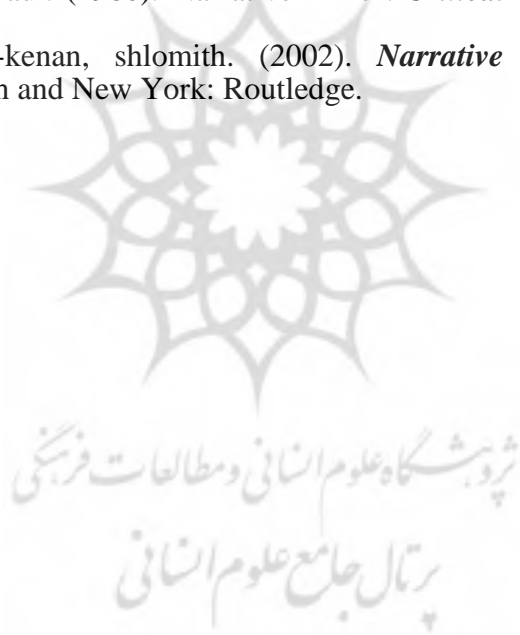 -kenan, shlomith. (2002). Narrative
n and New York: Routledge.
پژوهشگاه علوم انسانی و مطالعات فرهنگی
پرتال جامع علوم انسانی